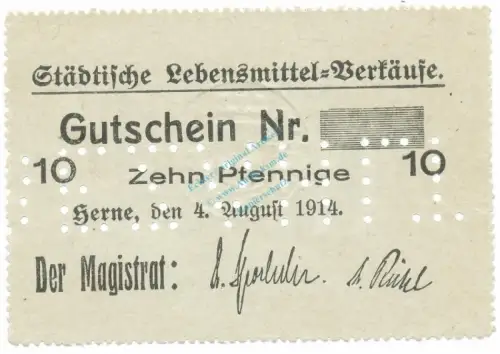 Städtische Lebensmittel=Verkäufe.
Gutschein Nr.
10 Zehn Pfennige 10
Herne, den 4. August 1914.
Der Magistrat: